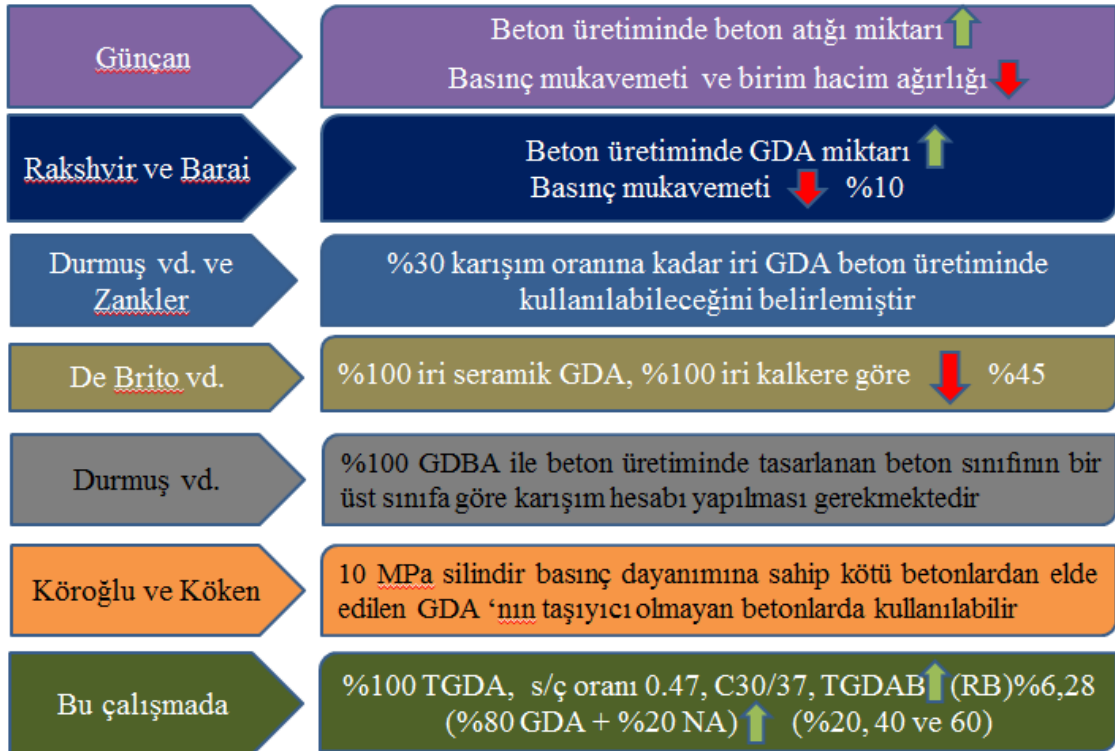 Günçan
Beton üretiminde beton atığı miktarı
Basınç mukavemeti ve birim hacim ağırlığı
Rakshvir ve Barai
Beton üretiminde GDA miktarı
Basınç mukavemeti %10
Durmuş vd. ve
Zankler
%30 karışım oranına kadar iri GDA beton üretiminde
kullanılabileceğini belirlemiştir
De Brito vd.
%100 iri seramik GDA, %100 iri kalkere göre %45
Durmuş vd.
%100 GDBA ile beton üretiminde tasarlanan beton sınıfının bir
üst sınıfa göre karışım hesabı yapılması gerekmektedir
Köroğlu ve Köken
10 MPa silindir basınç dayanımına sahip kötü betonlardan elde
edilen GDA ‘nın taşıyıcı olmayan betonlarda kullanılabilir
Bu çalışmada
%100 TGDA, s/ç oranı 0.47, C30/37, TGDAB (RB)%6,28
(%80 GDA + %20 NA) (%20, 40 ve 60)